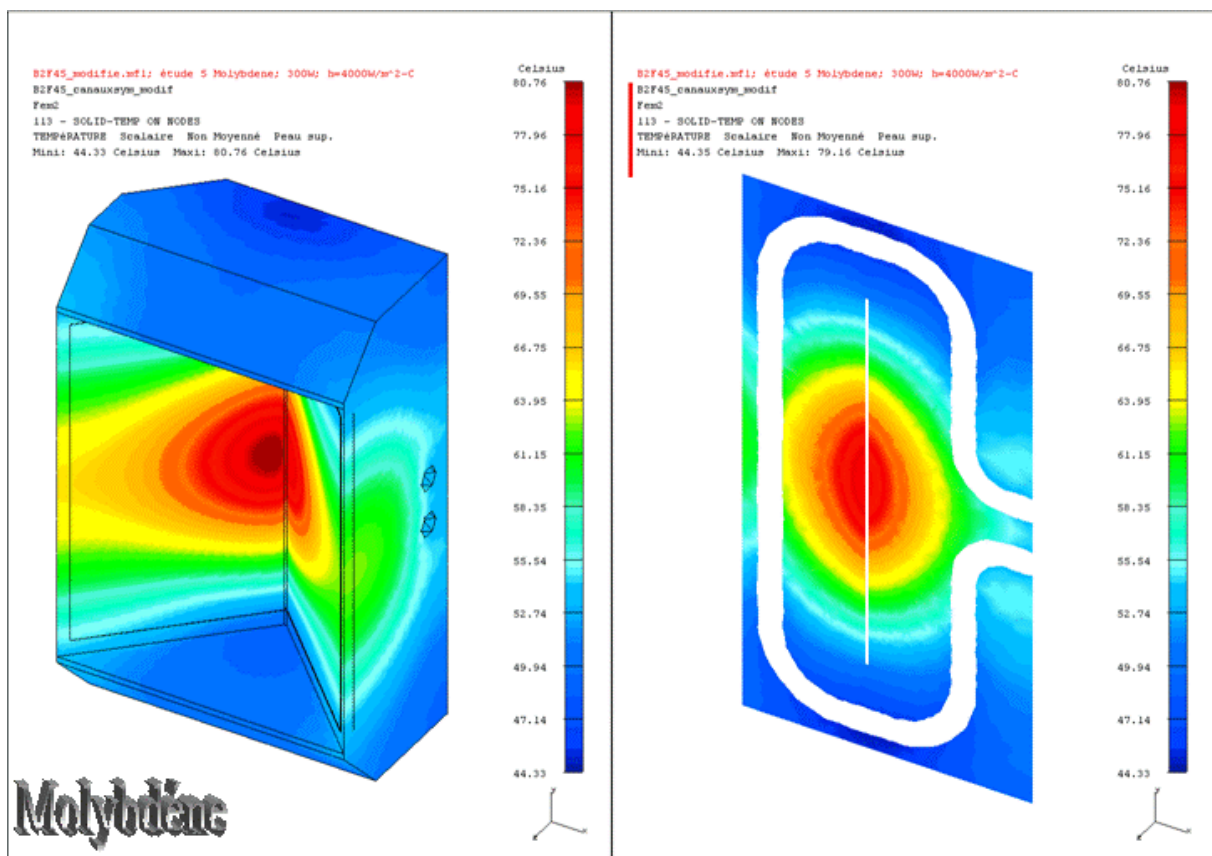 B2F45_modifie.mf1; étude 5 Molybdene; 300W; h=4000W/m^2-C
B2F45_canauxsym_modif
Fem2
113 - SOLID-TEMP ON NODES
TEMPéRATURE Scalaire Non Moyenné Peau sup.
Mini: 44.33 Celsius Maxi: 80.76 Celsius
Celsius
80.76
77.96
75.16
72.36
69.55
66.75
63.95
61.15
58.35
55.54
52.74
49.94
47.14
44.33
Molybdéne
y
x
z
B2F45_modifie.mf1; étude 5 Molybdene; 300W; h=4000W/m^2-C
B2F45_canauxsym_modif
Fem2
113 - SOLID-TEMP ON NODES
TEMPéRATURE Scalaire Non Moyenné Peau sup.
Mini: 44.35 Celsius Maxi: 79.16 Celsius
Celsius
80.76
77.96
75.16
72.36
69.55
66.75
63.95
61.15
58.35
55.54
52.74
49.94
47.14
44.33
y
x
z